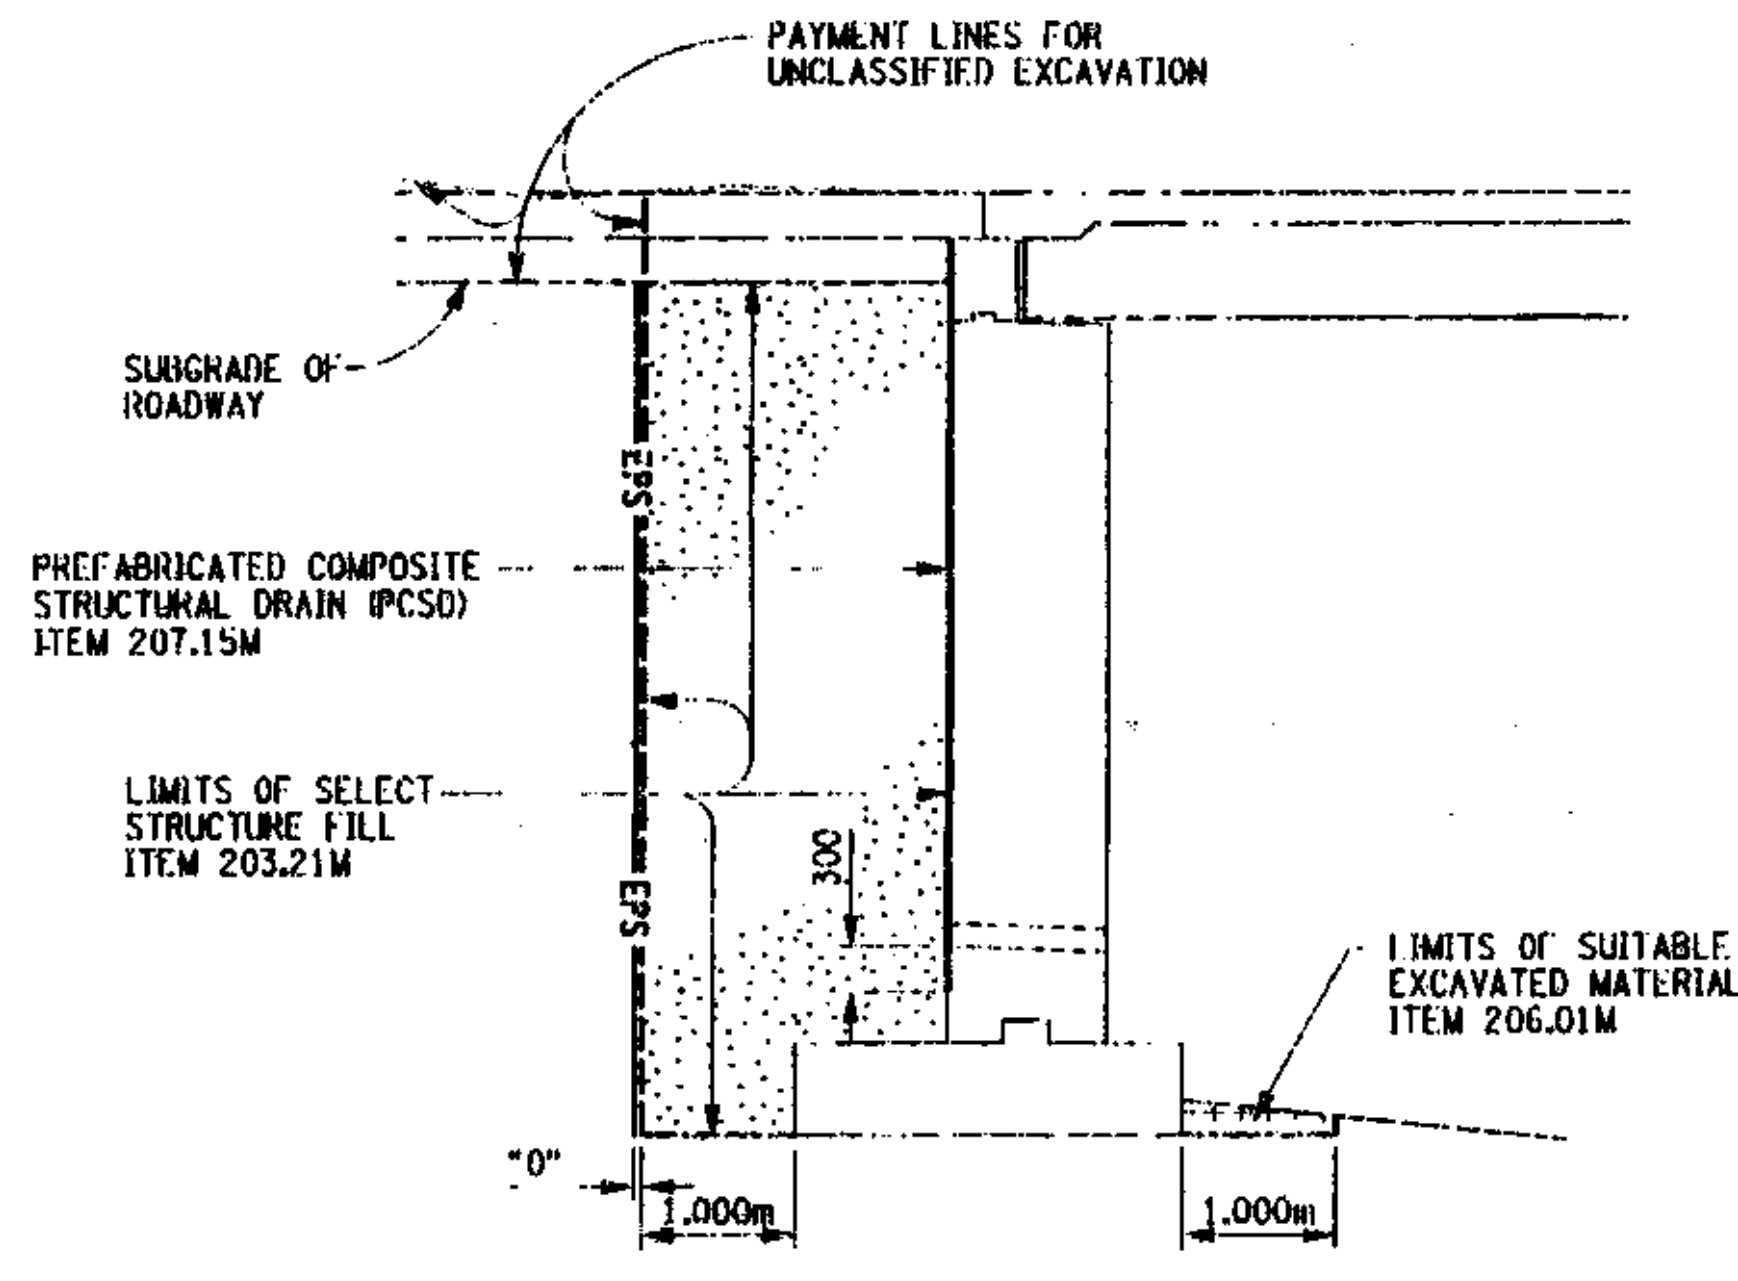 PAYMENT LINES FOR
UNCLASSIFIED EXCAVATION
SUBGRADE OF
ROADWAY
EPS
PREFABRICATED COMPOSITE
STRUCTURAL DRAIN (PCSD)
ITEM 207.15M
LIMITS OF SELECT
STRUCTURE FILL
ITEM 203.21M
300
EPS
LIMITS OF SUITABLE
EXCAVATED MATERIAL
ITEM 206.01M
"0"
1.000m
1.000m